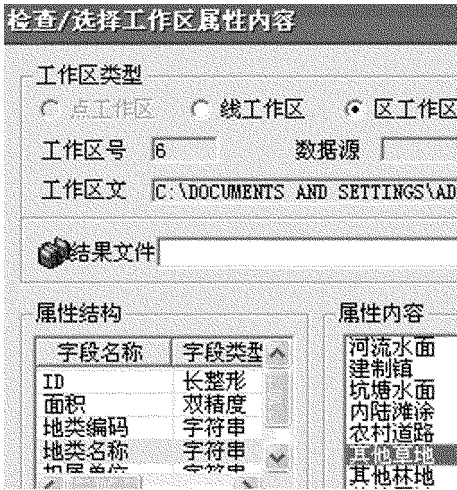 检查/选择工作区属性内容
工作区类型
点工作区 线工作区 区工作区
工作区号 6 数据源
工作区文 C:\DOCUMENTS AND SETTINGS\AD
结果文件
属性结构
字段名称 字段类型
ID 长整形
面积 双精度
地类编码 字符串
地类名称 字符串
字符串
属性内容
河流水面
建制镇
坑塘水面
内陆滩涂
农村道路
其他草地
其他林地